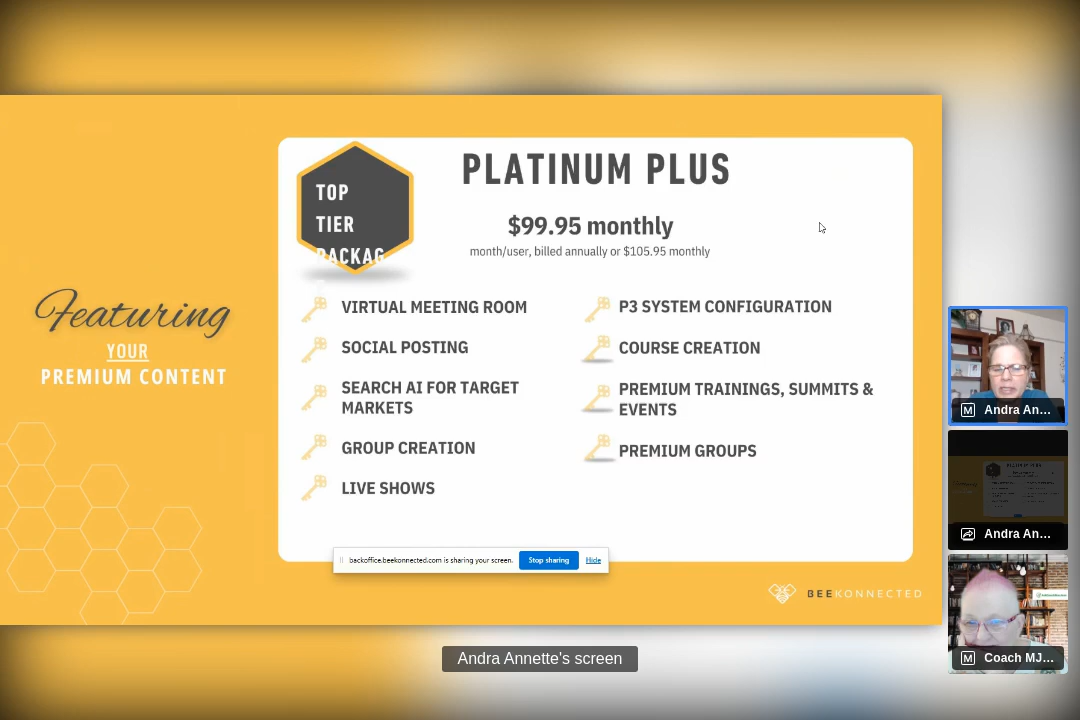 TOP
TIER
PACKAG
PLATINUM PLUS
$99.95 monthly
month/user, billed annually or $105.95 monthly
Featuring
YOUR
PREMIUM CONTENT
VIRTUAL MEETING ROOM
SOCIAL POSTING
SEARCH AI FOR TARGET
MARKETS
GROUP CREATION
LIVE SHOWS
P3 SYSTEM CONFIGURATION
COURSE CREATION
PREMIUM TRAININGS, SUMMITS &
EVENTS
PREMIUM GROUPS
backoffice.beekonnected.com is sharing your screen.
Stop sharing
Hide
BEEKONNECTED
Andra Annette's screen
M Andra An...
Andra An...
M Coach MJ...